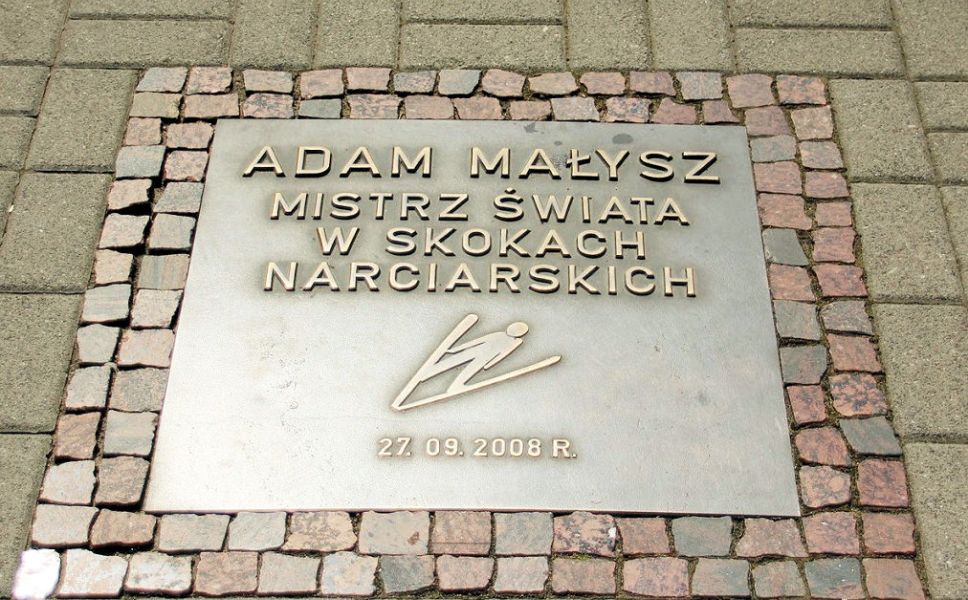 ADAM MAŁYSZ
MISTRZ ŚWIATA
W SKOKACH
NARCIARSKICH
27. 09. 2008 R.